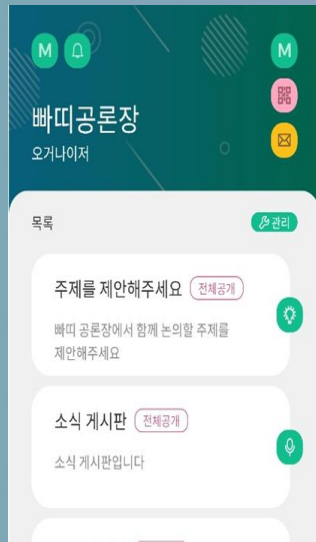 M
M
빠띠공론장
오거나이저
목록
관리
주제를 제안해주세요 전체공개
빠띠 공론장에서 함께 논의할 주제를
제안해주세요
소식 게시판 전체공개
소식 게시판입니다